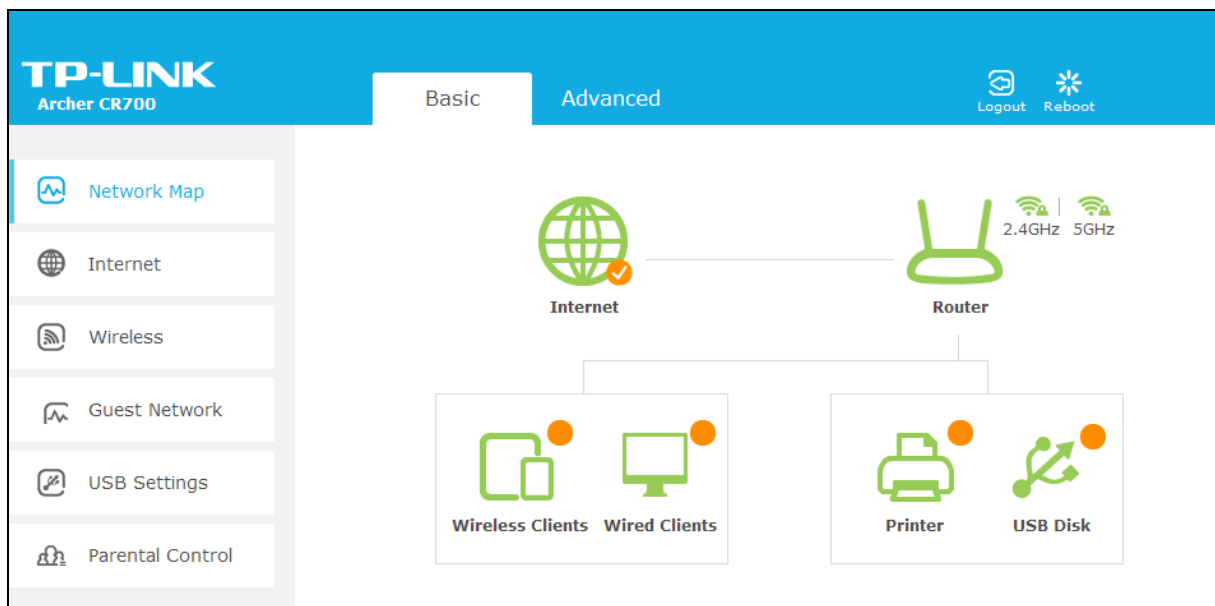 TP-LINK
Archer CR700
Basic
Advanced
Logout
Reboot
Network Map
Internet
Wireless
Guest Network
USB Settings
Parental Control
2.4GHz
5GHz
Internet
Router
Wireless Clients
Wired Clients
Printer
USB Disk